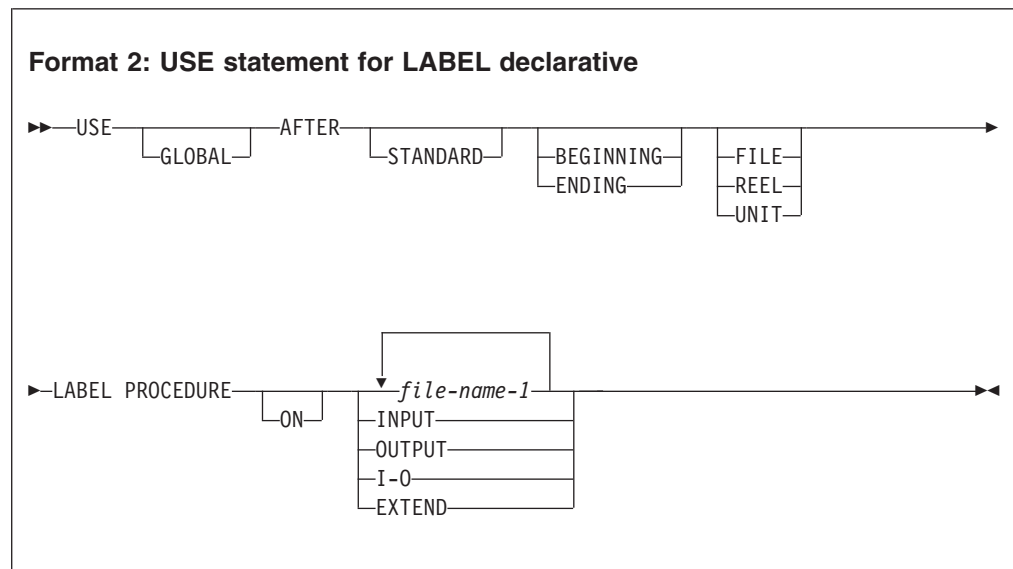 Format 2: USE statement for LABEL declarative
USE AFTER
GLOBAL STANDARD BEGINNING FILE
ENDING REEL
UNIT
LABEL PROCEDURE file-name-1
ON INPUT
OUTPUT
I-O
EXTEND